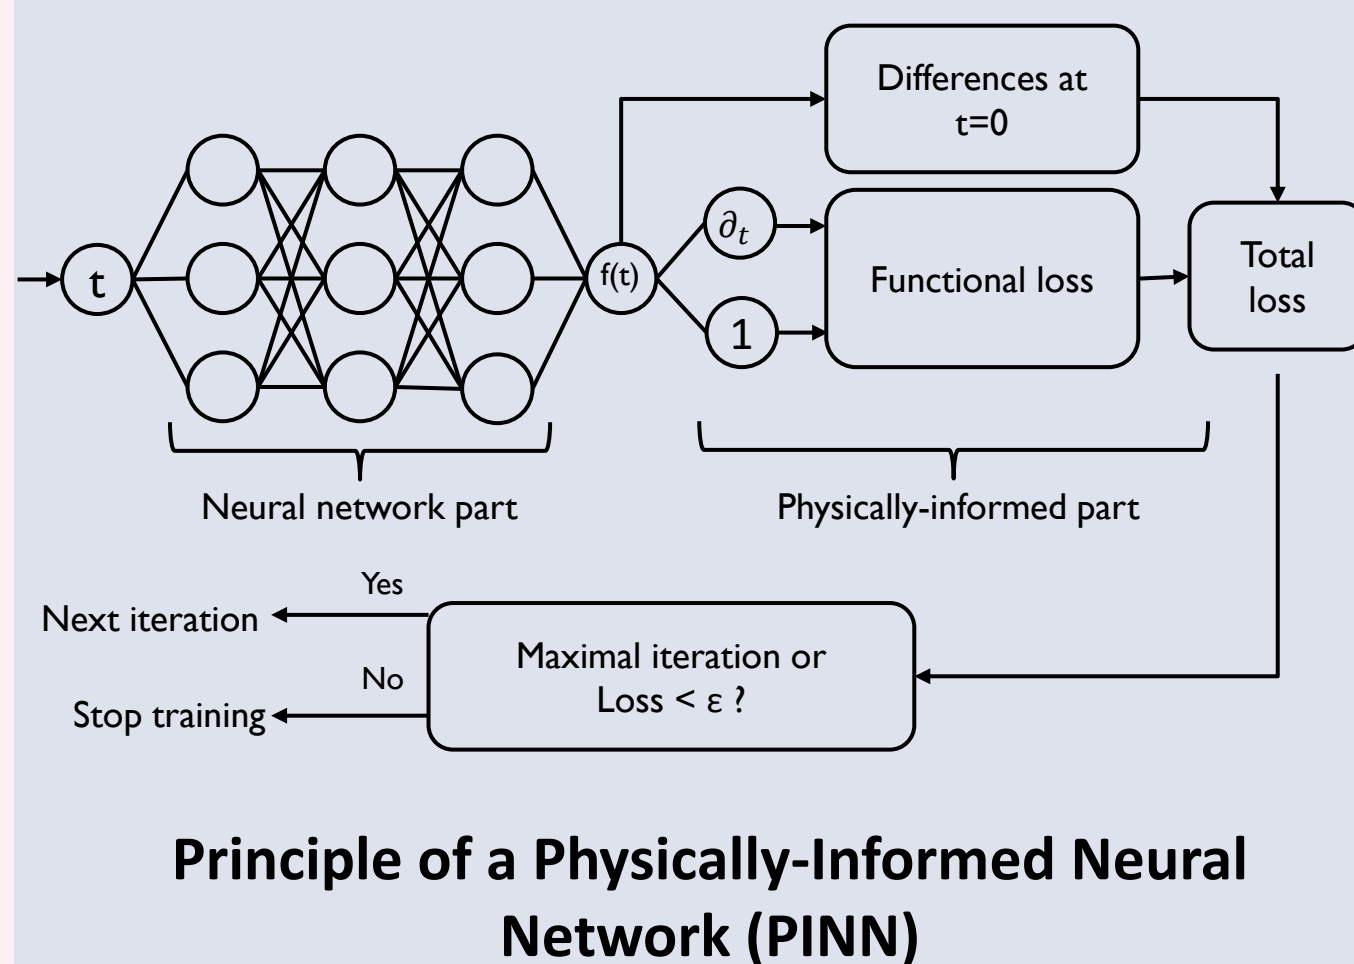 Differences at
t=0
t
f(t)
∂t
1
Functional loss
Total
loss
Neural network part
Physically-informed part
Yes
Next iteration
No
Stop training
Maximal iteration or
Loss < ε ?
Principle of a Physically-Informed Neural
Network (PINN)